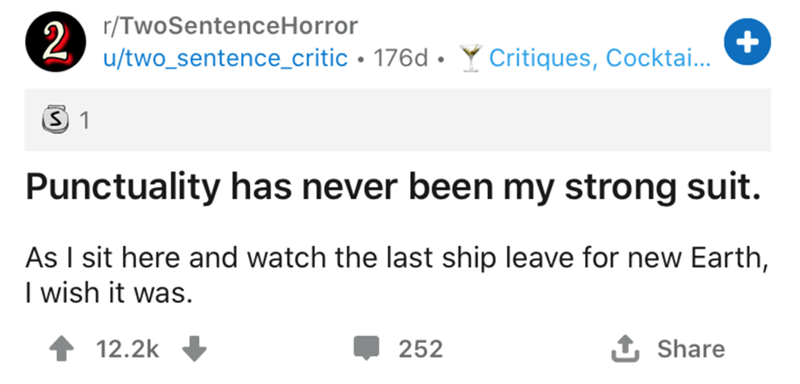 2
r/TwoSentenceHorror
u/two_sentence_critic • 176d • Critiques, Cocktai...
S 1
Punctuality has never been my strong suit.
As I sit here and watch the last ship leave for new Earth,
I wish it was.
12.2k 252 Share